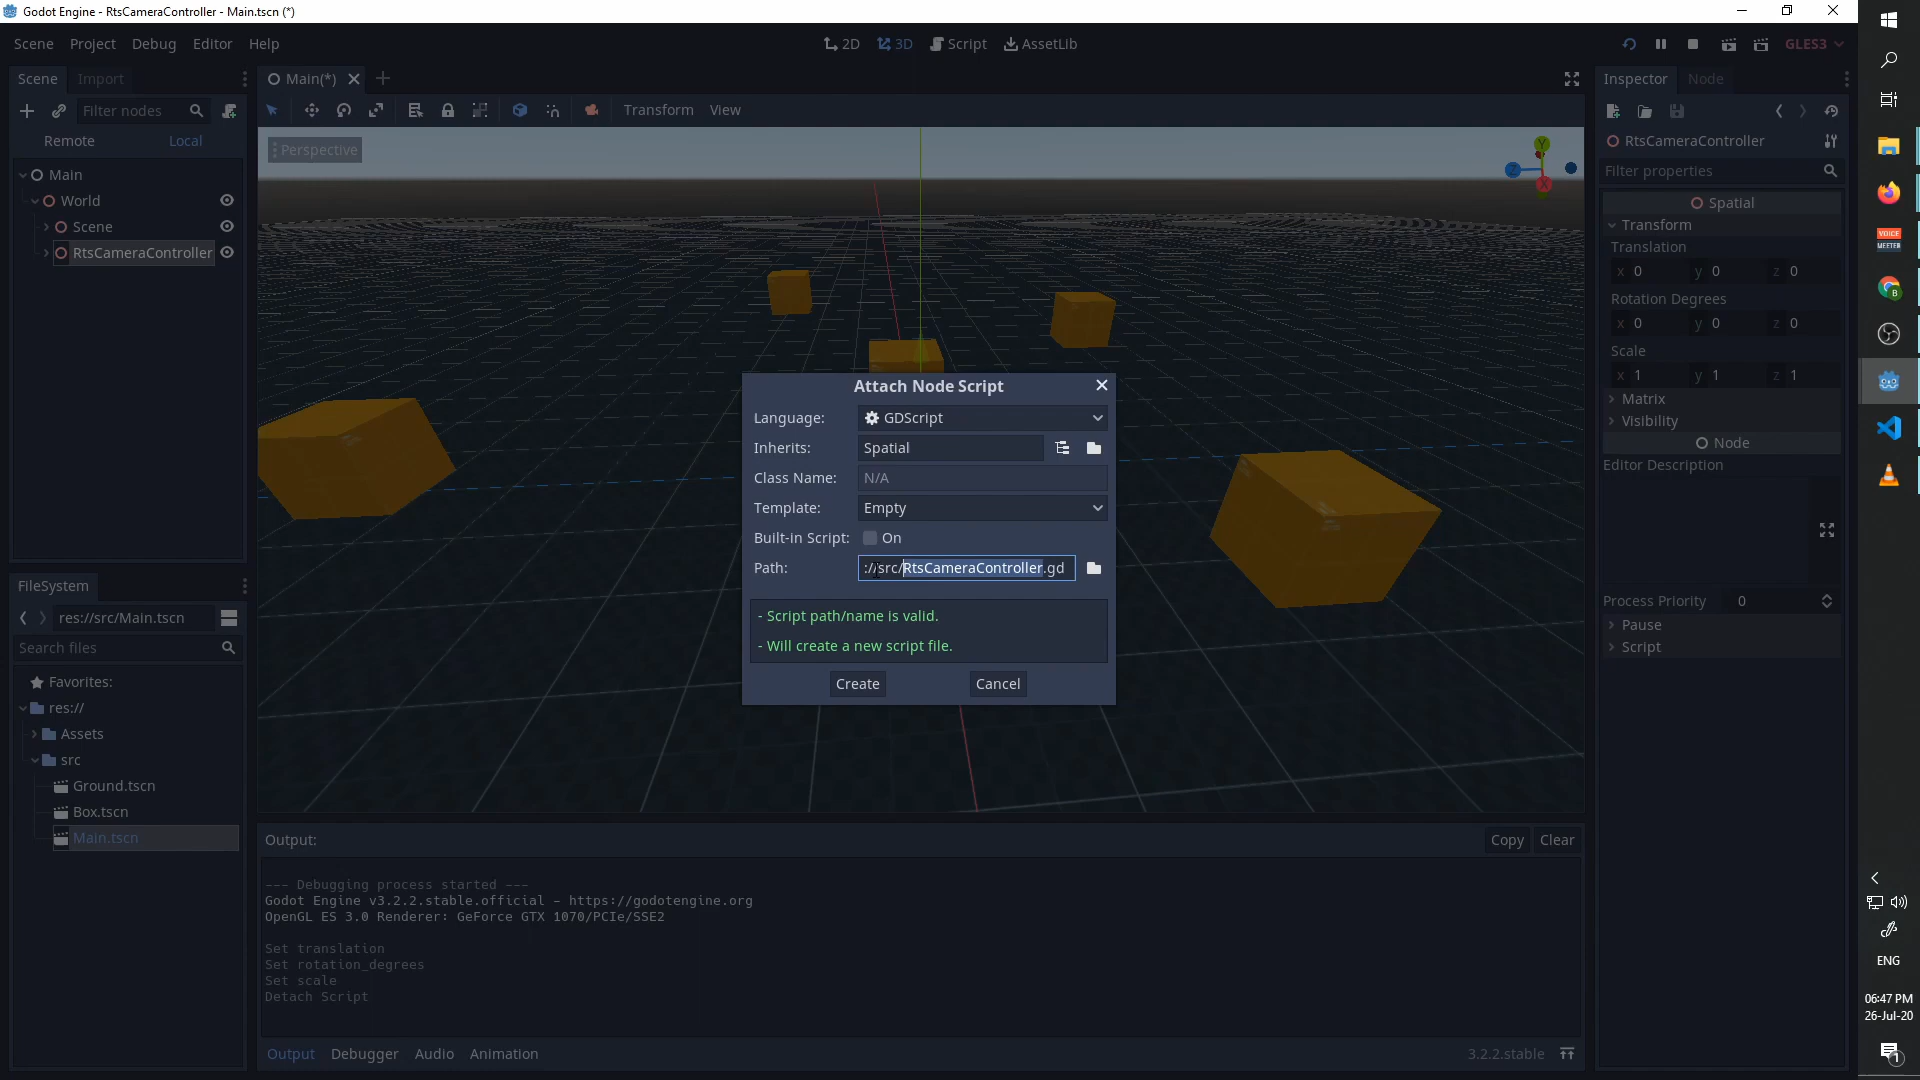 Godot Engine - RtsCameraController - Main.tscn (*)
Scene Project Debug Editor Help
2D 3D Script AssetLib
GLES3
Scene Import
Main(*)
Inspector Node
Filter nodes
Transform View
Remote Local
RtsCameraController
Perspective
Y
Z
X
Filter properties
Main
World
Scene
RtsCameraController
Spatial
Transform
Translation
x 0 y 0 z 0
Rotation Degrees
x 0 y 0 z 0
Scale
x 1 y 1 z 1
Matrix
Visibility
Node
Editor Description
Process Priority 0
Pause
Script
Attach Node Script
Language: GDScript
Inherits: Spatial
Class Name: N/A
Template: Empty
Built-in Script: On
Path: ://src/RtsCameraController.gd
- Script path/name is valid.
- Will create a new script file.
Create Cancel
FileSystem
res://src/Main.tscn
Search files
Favorites:
res://
Assets
src
Ground.tscn
Box.tscn
Main.tscn
Output:
Copy Clear
--- Debugging process started ---
Godot Engine v3.2.2.stable.official - https://godotengine.org
OpenGL ES 3.0 Renderer: GeForce GTX 1070/PCIe/SSE2
Set translation
Set rotation_degrees
Set scale
Detach Script
Output Debugger Audio Animation
3.2.2.stable
VOICE
MEETER
B
ENG
06:47 PM
26-Jul-20
1